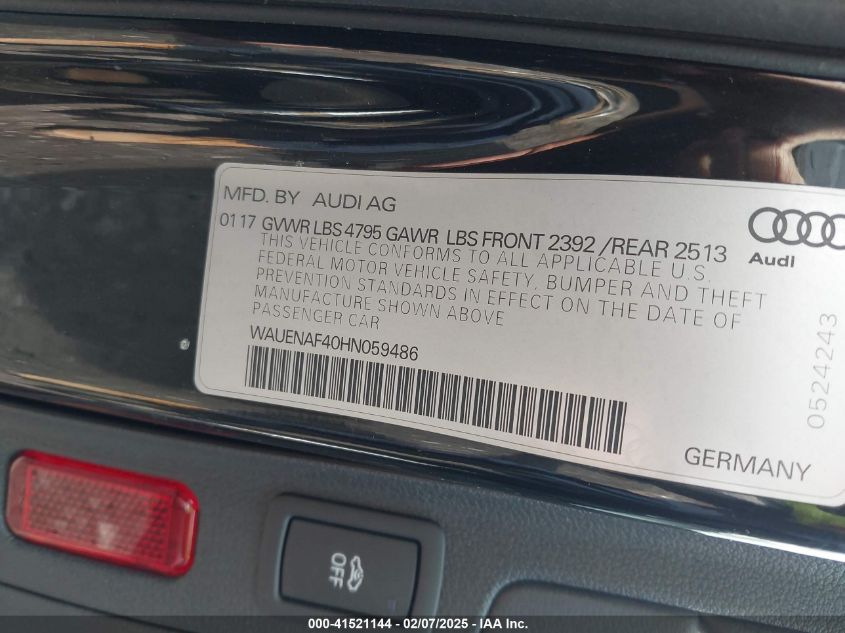 MFD. BY AUDI AG
0117 GVWR LBS 4795 GAWR LBS FRONT 2392 /REAR 2513
THIS VEHICLE CONFORMS TO ALL APPLICABLE U.S.
FEDERAL MOTOR VEHICLE SAFETY, BUMPER AND THEFT
PREVENTION STANDARDS IN EFFECT ON THE DATE OF
MANUFACTURE SHOWN ABOVE
PASSENGER CAR
WAUENAF40HN059486
Audi
0524243
GERMANY
OFF
000-41521144 - 02/07/2025 - IAA Inc.